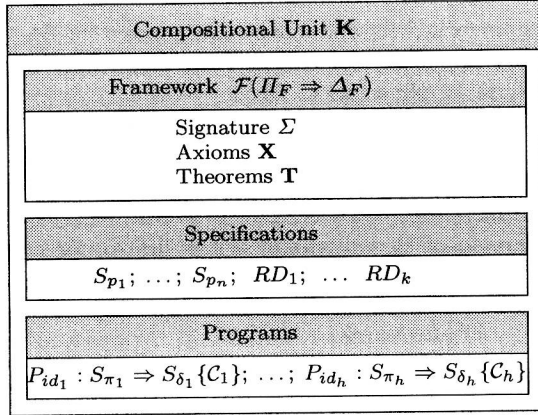 Compositional Unit K
Framework F(Π_F ⇒ Δ_F)
Signature Σ
Axioms X
Theorems T
Specifications
S_{p_1}; …; S_{p_n}; RD_1; … RD_k
Programs
P_{id_1} : S_{π_1} ⇒ S_{δ_1}{C_1}; …; P_{id_h} : S_{π_h} ⇒ S_{δ_h}{C_h}